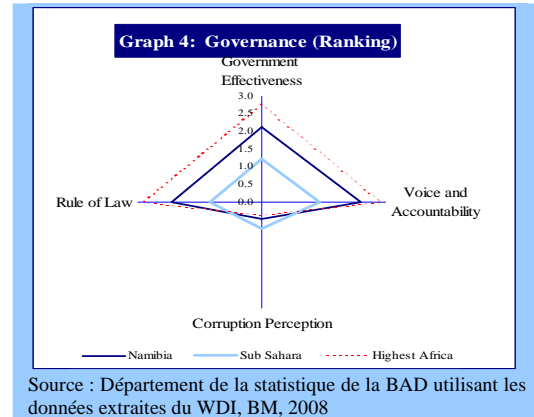 Graph 4: Governance (Ranking)
Government
Effectiveness
3.0
2.5
2.0
1.5
1.0
0.5
0.0
Rule of Law
Voice and
Accountability
Corruption Perception
Namibia Sub Sahara Highest Africa
Source : Département de la statistique de la BAD utilisant les
données extraites du WDI, BM, 2008